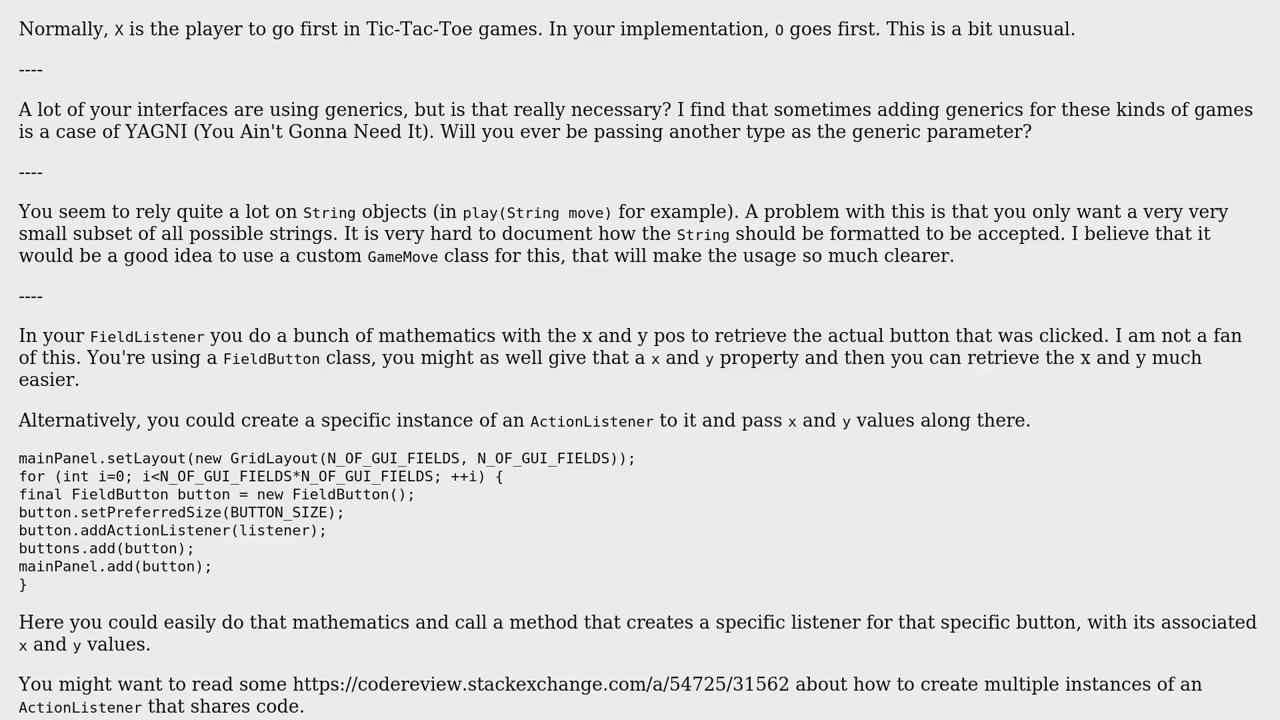 Normally, X is the player to go first in Tic-Tac-Toe games. In your implementation, O goes first. This is a bit unusual.
----
A lot of your interfaces are using generics, but is that really necessary? I find that sometimes adding generics for these kinds of games
is a case of YAGNI (You Ain't Gonna Need It). Will you ever be passing another type as the generic parameter?
----
You seem to rely quite a lot on String objects (in play(String move) for example). A problem with this is that you only want a very very
small subset of all possible strings. It is very hard to document how the String should be formatted to be accepted. I believe that it
would be a good idea to use a custom GameMove class for this, that will make the usage so much clearer.
----
In your FieldListener you do a bunch of mathematics with the x and y pos to retrieve the actual button that was clicked. I am not a fan
of this. You're using a FieldButton class, you might as well give that a x and y property and then you can retrieve the x and y much
easier.
Alternatively, you could create a specific instance of an ActionListener to it and pass x and y values along there.
mainPanel.setLayout(new GridLayout(N_OF_GUI_FIELDS, N_OF_GUI_FIELDS));
for (int i=0; i<N_OF_GUI_FIELDS*N_OF_GUI_FIELDS; ++i) {
final FieldButton button = new FieldButton();
button.setPreferredSize(BUTTON_SIZE);
button.addActionListener(listener);
buttons.add(button);
mainPanel.add(button);
}
Here you could easily do that mathematics and call a method that creates a specific listener for that specific button, with its associated
x and y values.
You might want to read some https://codereview.stackexchange.com/a/54725/31562 about how to create multiple instances of an
ActionListener that shares code.